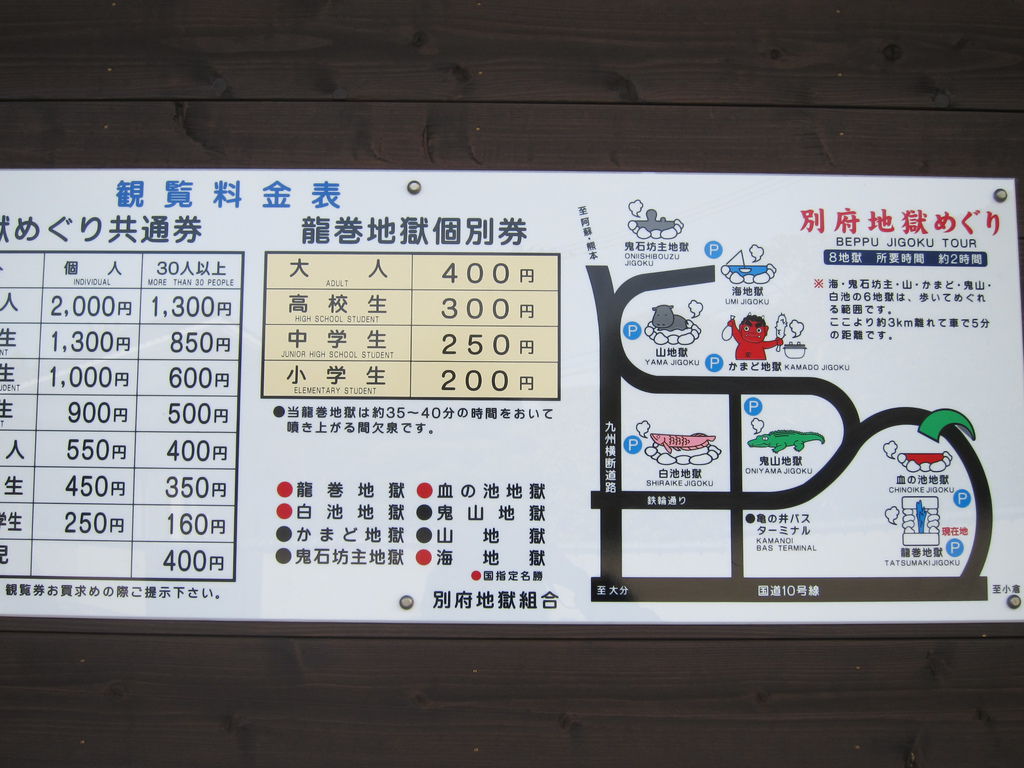 観覧料金表
めぐり共通券
個人 30人以上
INDIVIDUAL MORE THAN 30 PEOPLE
人 2,000円 1,300円
生 1,300円 850円
生 1,000円 600円
生 900円 500円
人 550円 400円
生 450円 350円
学生 250円 160円
児 400円
観覧券お買求めの際ご提示下さい。
龍巻地獄個別券
大人 400円
ADULT
高校生 300円
HIGH SCHOOL STUDENT
中学生 250円
JUNIOR HIGH SCHOOL STUDENT
小学生 200円
ELEMENTARY STUDENT
●当龍巻地獄は約35〜40分の時間をおいて
噴き上がる間欠泉です。
●龍巻地獄 ●血の池地獄
●白池地獄 ●鬼山地獄
●かまど地獄 ●山地獄
●鬼石坊主地獄 ●海地獄
●国指定名勝
別府地獄組合
別府地獄めぐり
BEPPU JIGOKU TOUR
8地獄 所要時間 約2時間
※海・鬼石坊主・山・かまど・鬼山・
白池の6地獄は、歩いてめぐれ
る範囲です。
ここより約3km離れて車で5分
の距離です。
至阿蘇・熊本
鬼石坊主地獄
ONIISHIBOUZU
JIGOKU
P
海地獄
UMI JIGOKU
P
山地獄
YAMA JIGOKU
P
かまど地獄 KAMADO JIGOKU
P
鬼山地獄
ONIYAMA JIGOKU
P
白池地獄
SHIRAIKE JIGOKU
九州横断道路
鉄輪通り
血の池地獄
CHINOIKE JIGOKU
P
現在地
龍巻地獄
P
TATSUMAKI JIGOKU
●亀の井バス
ターミナル
KAMANOI
BAS TERMINAL
至大分 国道10号線 至小倉